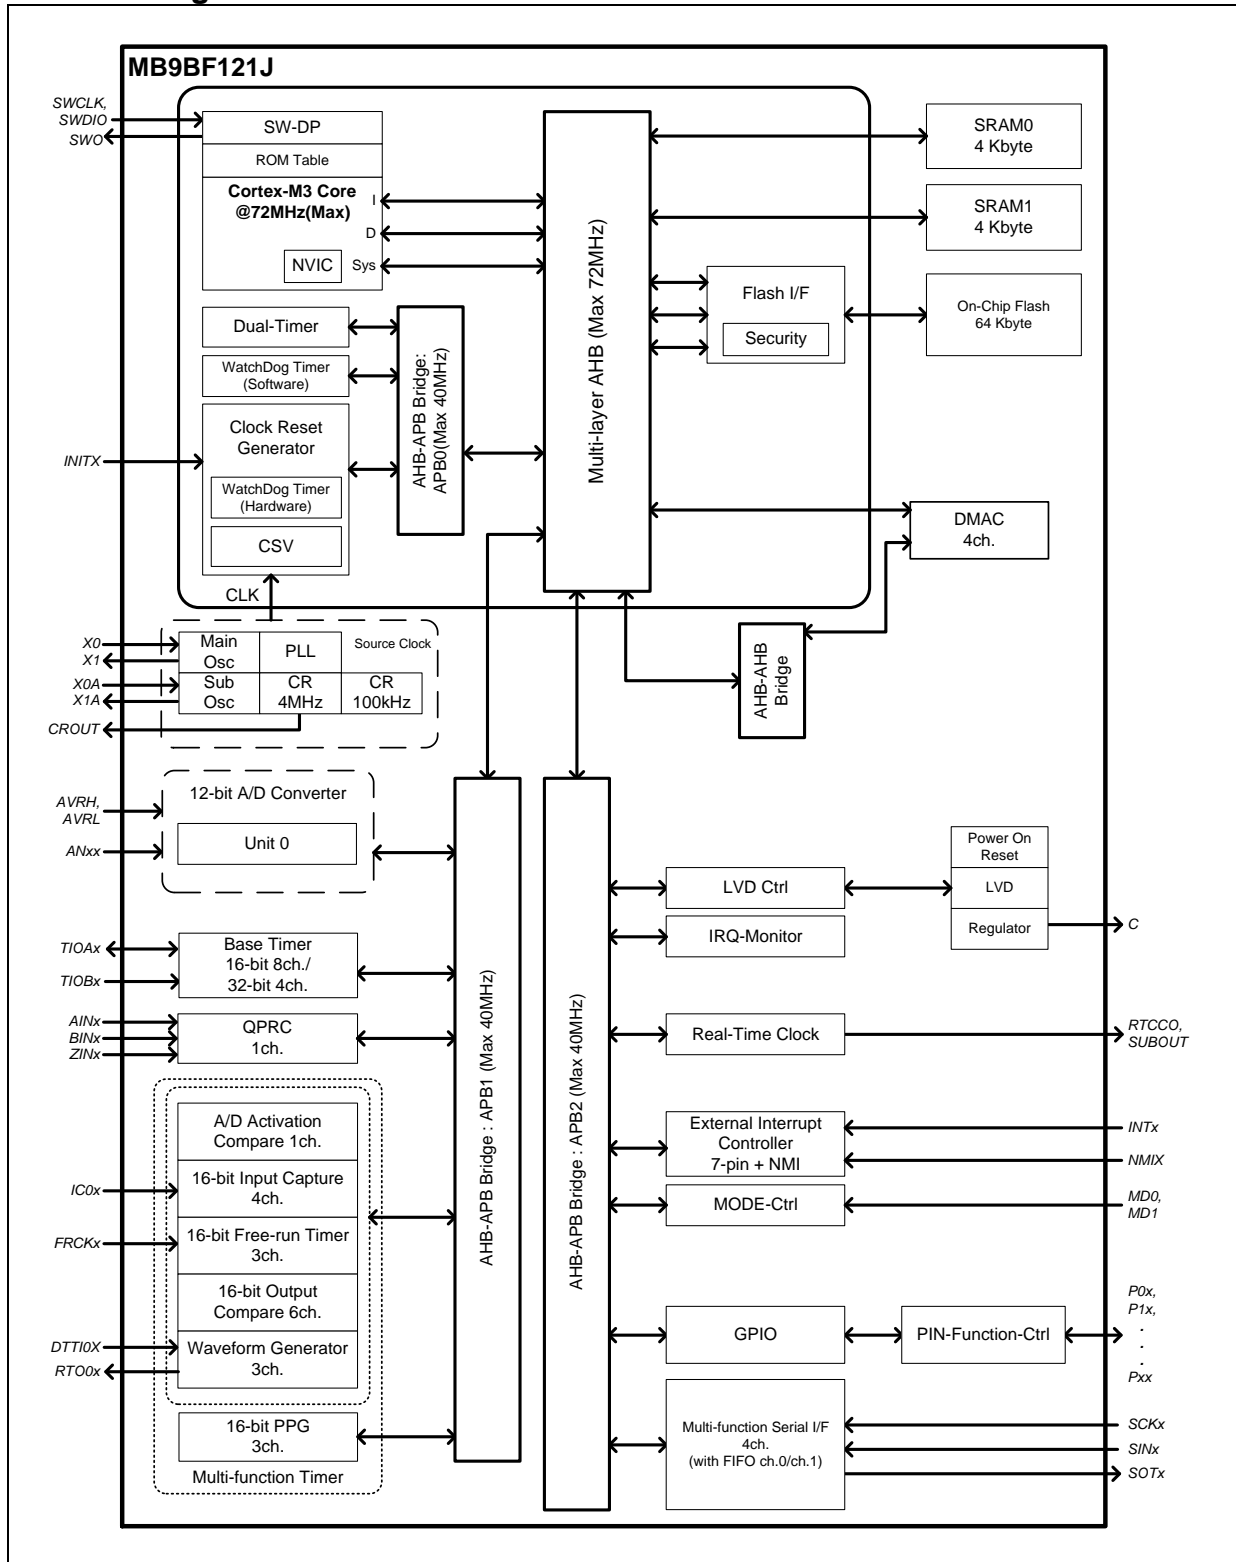 MB9BF121J
SWCLK,
SWDIO
SWO
SW-DP
ROM Table
Cortex-M3 Core
@72MHz(Max)
I
D
Sys
NVIC
Multi-layer AHB (Max 72MHz)
SRAM0
4 Kbyte
SRAM1
4 Kbyte
Flash I/F
Security
On-Chip Flash
64 Kbyte
Dual-Timer
WatchDog Timer
(Software)
Clock Reset
Generator
WatchDog Timer
(Hardware)
CSV
INITX
AHB-APB Bridge:
APB0(Max 40MHz)
DMAC
4ch.
CLK
AHB-AHB
Bridge
X0
X1
X0A
X1A
CROUT
Main
Osc
PLL
Source Clock
Sub
Osc
CR
4MHz
CR
100kHz
AVRH,
AVRL
ANxx
12-bit A/D Converter
Unit 0
AHB-APB Bridge : APB1 (Max 40MHz)
AHB-APB Bridge : APB2 (Max 40MHz)
LVD Ctrl
Power On
Reset
LVD
Regulator
C
IRQ-Monitor
TIOAx
TIOBx
Base Timer
16-bit 8ch./
32-bit 4ch.
AINx
BINx
ZINx
QPRC
1ch.
Real-Time Clock
RTCCO,
SUBOUT
A/D Activation
Compare 1ch.
IC0x
16-bit Input Capture
4ch.
FRCKx
16-bit Free-run Timer
3ch.
16-bit Output
Compare 6ch.
DTTI0X
RTO0x
Waveform Generator
3ch.
16-bit PPG
3ch.
Multi-function Timer
External Interrupt
Controller
7-pin + NMI
INTx
NMIX
MODE-Ctrl
MD0,
MD1
GPIO
PIN-Function-Ctrl
P0x,
P1x,
.
.
.
Pxx
Multi-function Serial I/F
4ch.
(with FIFO ch.0/ch.1)
SCKx
SINx
SOTx